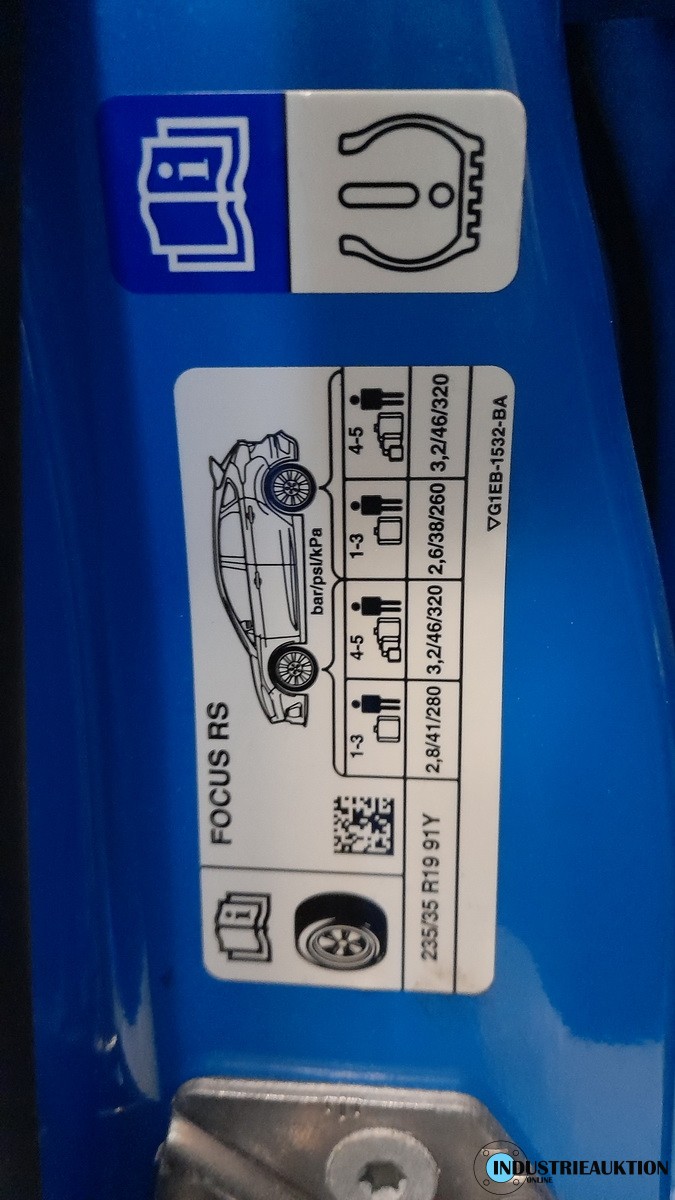 FOCUS RS
bar/psi/kPa
1-3 4-5 1-3 4-5
235/35 R19 91Y 2,8/41/280 3,2/46/320 2,6/38/260 3,2/46/320
▽G1EB-1532-BA
INDUSTRIEAUKTION
ONLINE